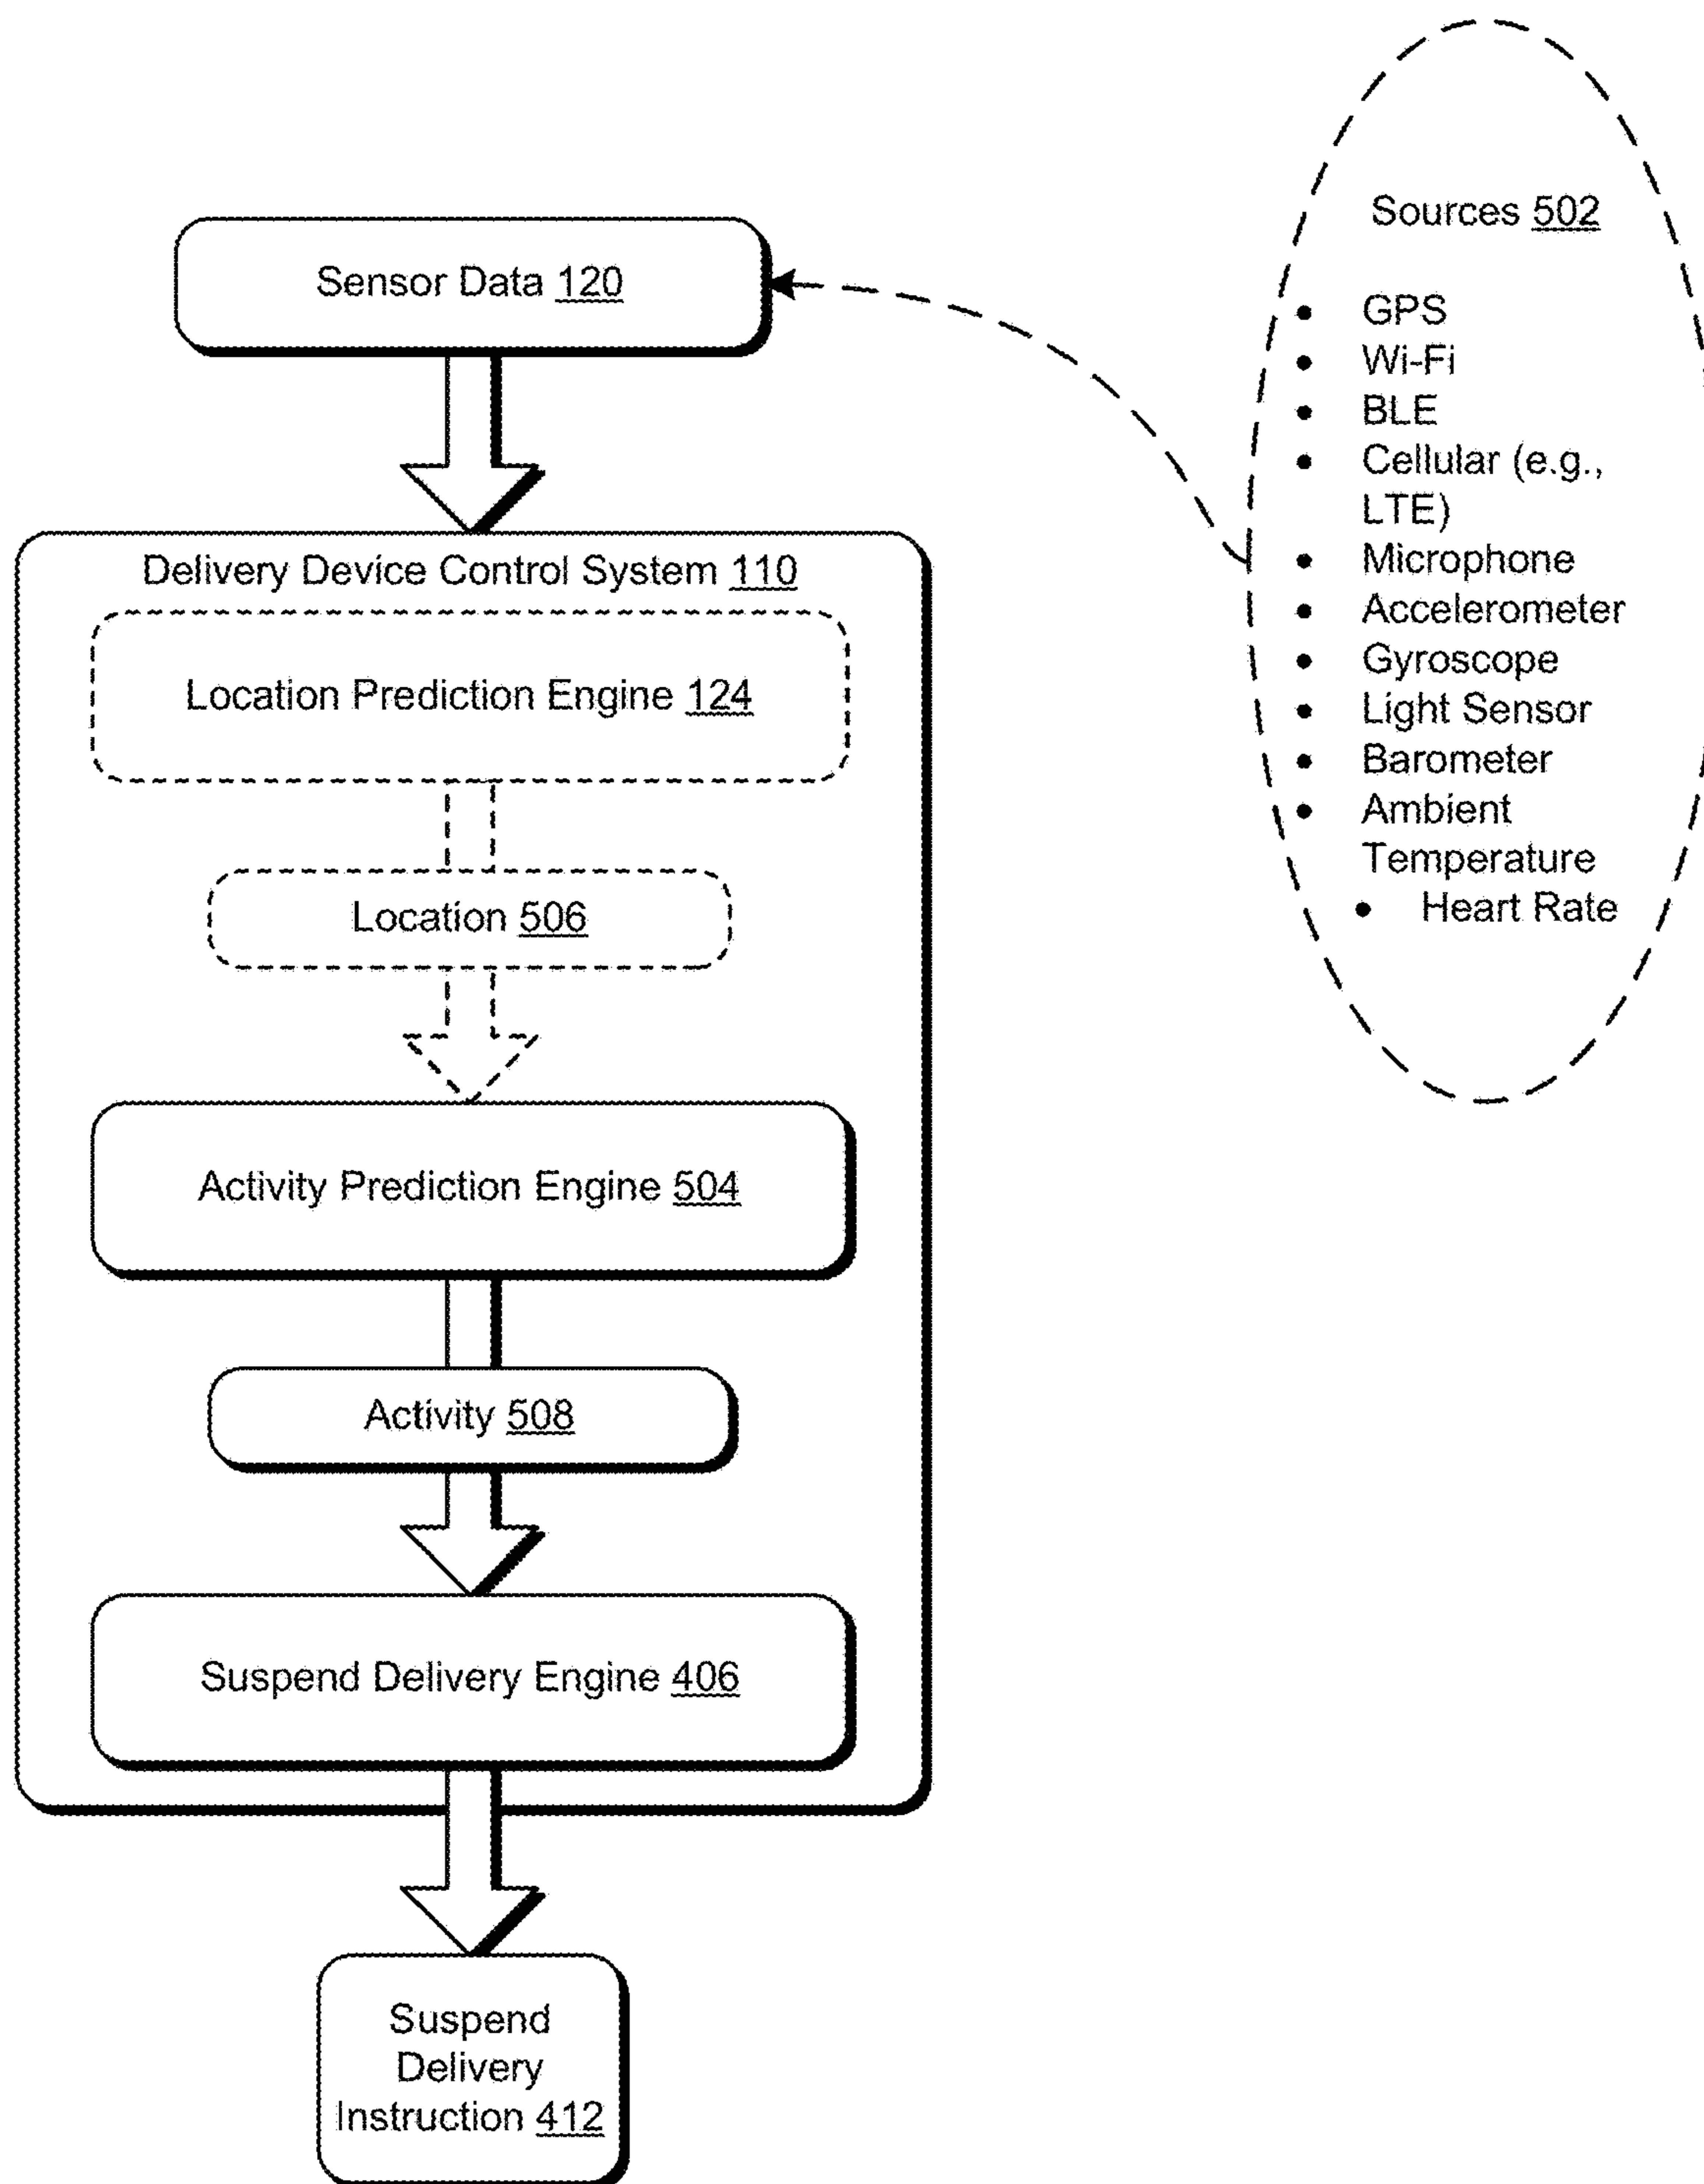 Sensor Data 120
Delivery Device Control System 110
Location Prediction Engine 124
Location 506
Activity Prediction Engine 504
Activity 508
Suspend Delivery Engine 406
Suspend
Delivery
Instruction 412
Sources 502
• GPS
• Wi-Fi
• BLE
• Cellular (e.g.,
LTE)
• Microphone
• Accelerometer
• Gyroscope
• Light Sensor
• Barometer
• Ambient
Temperature
• Heart Rate